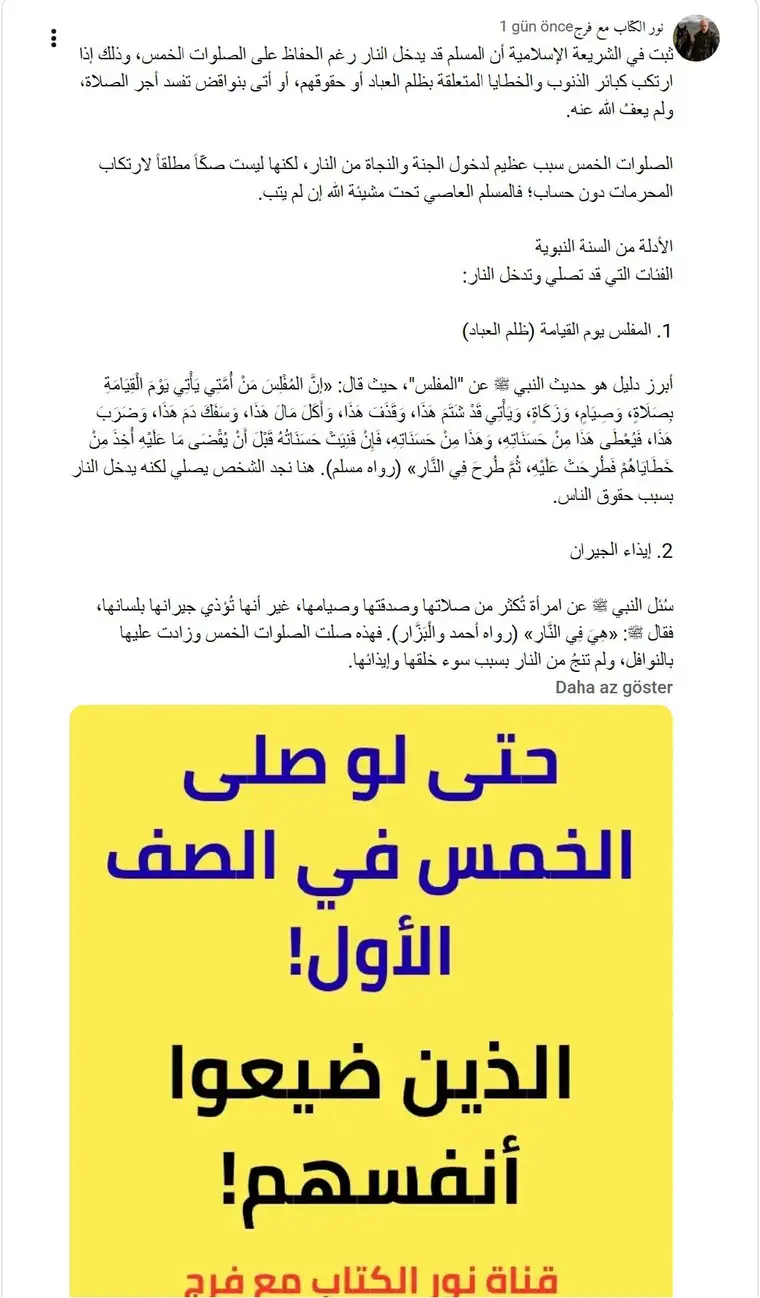 نور الكتاب مع فرج 1 gün önce
ثبت في الشريعة الإسلامية أن المسلم قد يدخل النار رغم الحفاظ على الصلوات الخمس، وذلك إذا
ارتكب كبائر الذنوب والخطايا المتعلقة بظلم العباد أو حقوقهم، أو أتى بنواقض تفسد أجر الصلاة،
ولم يعفُ الله عنه.
الصلوات الخمس سبب عظيم لدخول الجنة والنجاة من النار، لكنها ليست صكّاً مطلقاً لارتكاب
المحرمات دون حساب؛ فالمسلم العاصي تحت مشيئة الله إن لم يتب.
الأدلة من السنة النبوية
الفئات التي قد تصلي وتدخل النار:
1. المفلس يوم القيامة (ظلم العباد)
أبرز دليل هو حديث النبي ﷺ عن "المفلس"، حيث قال: «إنَّ المُفْلِسَ مَنْ أُمَّتِي يَأْتِي يَوْمَ الْقِيَامَةِ
بِصَلَاةٍ، وَصِيَامٍ، وَزَكَاةٍ، وَيَأْتِي قَدْ شَتَمَ هَذَا، وَقَذَفَ هَذَا، وَأَكَلَ مَالَ هَذَا، وَسَفَكَ دَمَ هَذَا، وَضَرَبَ
هَذَا، فَيُعْطَى هَذَا مِنْ حَسَنَاتِهِ، وَهَذَا مِنْ حَسَنَاتِهِ، فَإِنْ فَنِيَتْ حَسَنَاتُهُ قَبْلَ أَنْ يُقْضَى مَا عَلَيْهِ أُخِذَ مِنْ
خَطَايَاهُمْ فَطُرِحَتْ عَلَيْهِ، ثُمَّ طُرِحَ فِي النَّارِ» (رواه مسلم). هنا نجد الشخص يصلي لكنه يدخل النار
بسبب حقوق الناس.
2. إيذاء الجيران
سُئل النبي ﷺ عن امرأة تُكثر من صلاتها وصدقتها وصيامها، غير أنها تُؤذي جيرانها بلسانها،
فقال ﷺ: «هِيَ فِي النَّارِ» (رواه أحمد والْبَزَّار). فهذه صلت الصلوات الخمس وزادت عليها
بالنوافل، ولم تنجُ من النار بسبب سوء خلقها وإيذائها.
Daha az göster
حتى لو صلى
الخمس في الصف
الأول!
الذين ضيعوا
أنفسهم!
قناة نور الكتاب مع فرج